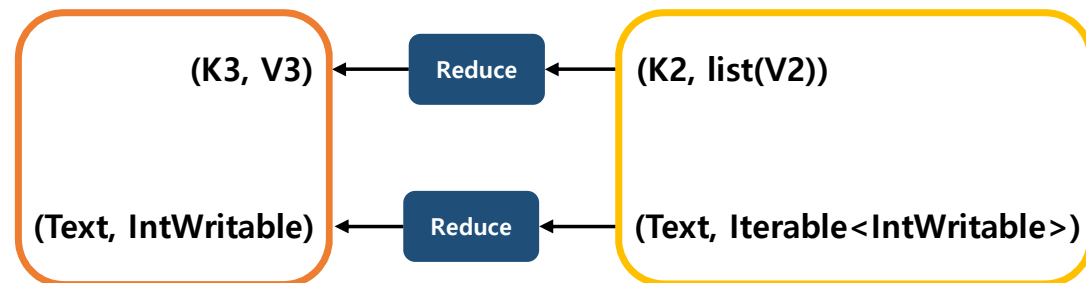 (K3, V3) Reduce (K2, list(V2))
(Text, IntWritable) Reduce (Text, Iterable<IntWritable>)